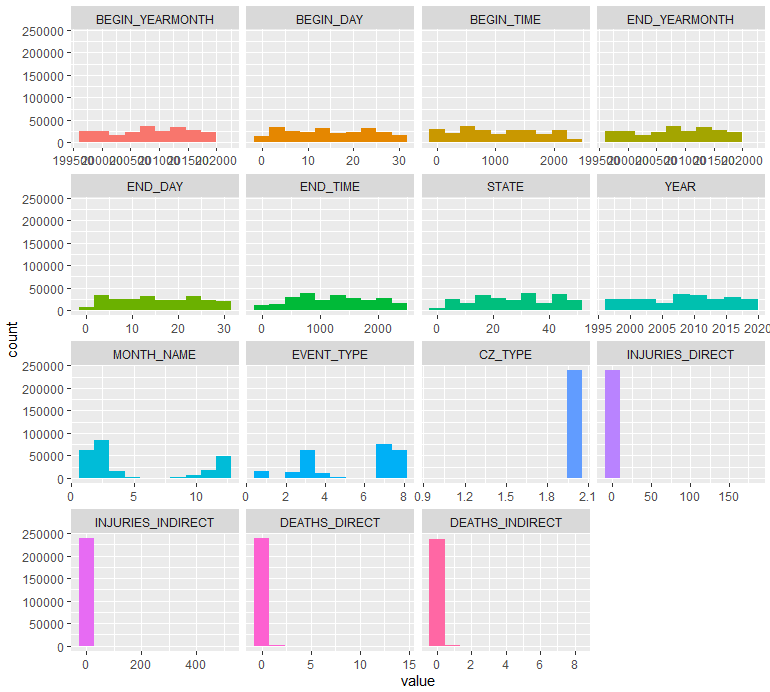 BEGIN_YEARMONTH BEGIN_DAY BEGIN_TIME END_YEARMONTH
250000
200000
150000
100000
50000
0
0 10 20 30 0 1000 2000
END_DAY END_TIME STATE YEAR
250000
200000
150000
100000
50000
0
0 10 20 30 0 1000 2000 20 40 1995 2000 2005 2010 2015 2020
MONTH_NAME EVENT_TYPE CZ_TYPE INJURIES_DIRECT
250000
200000
150000
100000
50000
0
0 5 10 0 2 4 6 8 0.9 1.2 1.5 1.8 2.1 0 50 100 150
INJURIES_INDIRECT DEATHS_DIRECT DEATHS_INDIRECT
250000
200000
150000
100000
50000
0
0 200 400 0 5 10 15 0 2 4 6 8
count
value